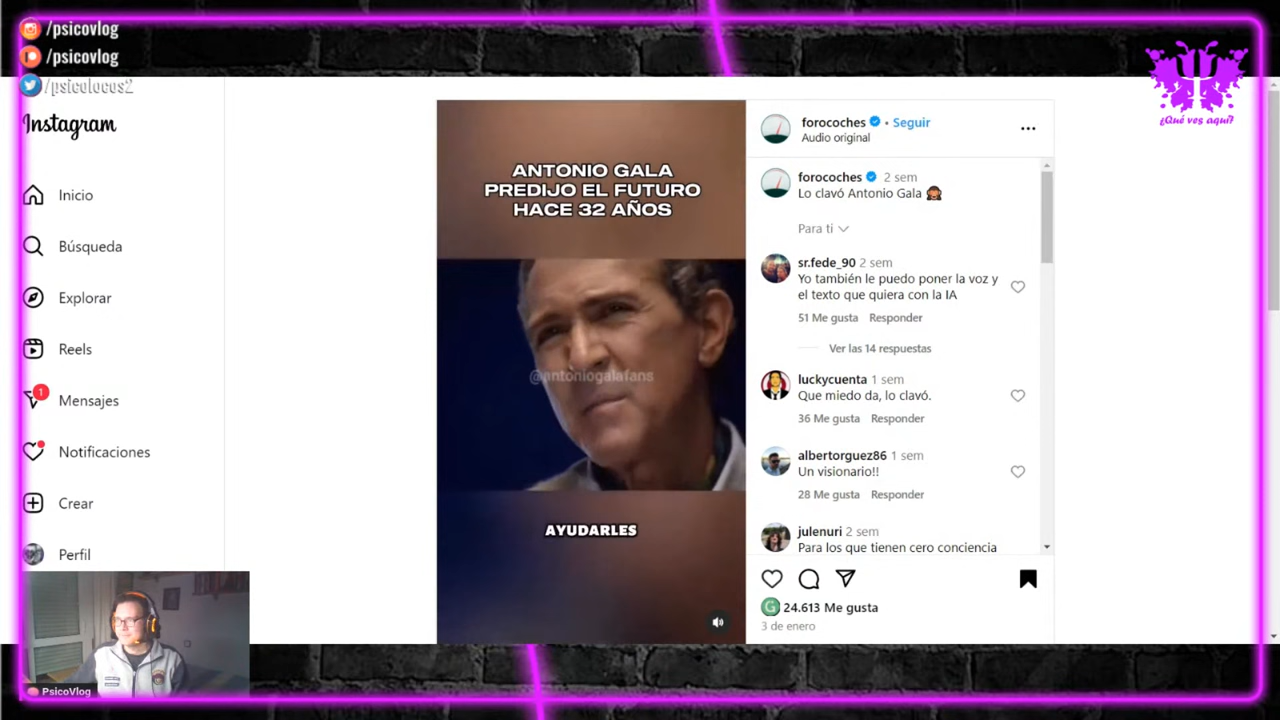 /psicovlog
/psicovlog
/psicolocos2
¿Qué ves aquí?
Instagram
Inicio
Búsqueda
Explorar
Reels
1
Mensajes
Notificaciones
Crear
Perfil
PsicoVlog
ANTONIO GALA
PREDIJO EL FUTURO
HACE 32 AÑOS
@antoniogalafans
AYUDARLES
forocoches • Seguir
Audio original
forocoches 2 sem
Lo clavó Antonio Gala 🙊
Para ti
sr.fede_90 2 sem
Yo también le puedo poner la voz y
el texto que quiera con la IA
51 Me gusta Responder
Ver las 14 respuestas
luckycuenta 1 sem
Que miedo da, lo clavó.
36 Me gusta Responder
albertorguez86 1 sem
Un visionario!!
28 Me gusta Responder
julenuri 2 sem
Para los que tienen cero conciencia
G 24.613 Me gusta
3 de enero